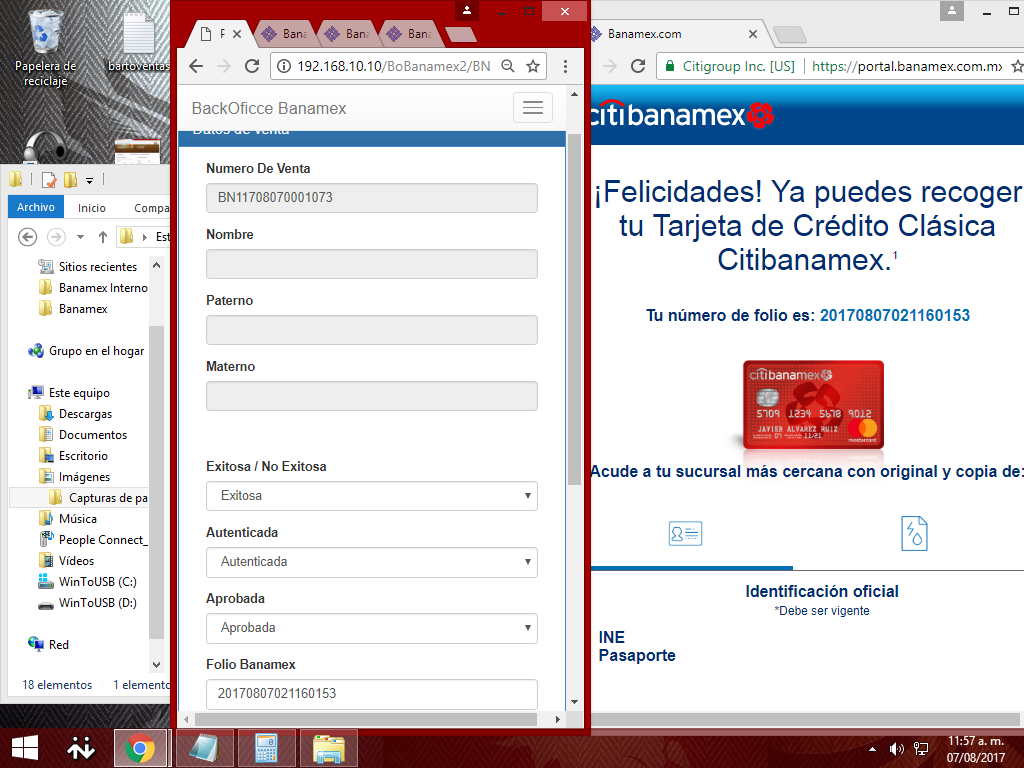 Papelera de
reciclaje
bartoventas
Archivo
Inicio
Compa
Est
Sitios recientes
Banamex Interno
Banamex
Grupo en el hogar
Este equipo
Descargas
Documentos
Escritorio
Imágenes
Capturas de pa
Música
People Connect_
Vídeos
WinToUSB (C:)
WinToUSB (D:)
Red
18 elementos
1 elemento
Bana
Bana
Bana
192.168.10.10/BoBanamex2/BN
BackOficce Banamex
Datos de venta
Numero De Venta
BN11708070001073
Nombre
Paterno
Materno
Exitosa / No Exitosa
Exitosa
Autenticada
Autenticada
Aprobada
Aprobada
Folio Banamex
20170807021160153
Banamex.com
Citigroup Inc. [US]
https://portal.banamex.com.mx
citibanamex
¡Felicidades! Ya puedes recoger
tu Tarjeta de Crédito Clásica
Citibanamex.1
Tu número de folio es: 20170807021160153
citibanamex
5709 1234 5678 9012
07 11/21
JAVIER ALVAREZ RUIZ
mastercard
Acude a tu sucursal más cercana con original y copia de:
Identificación oficial
*Debe ser vigente
INE
Pasaporte
11:57 a. m.
07/08/2017